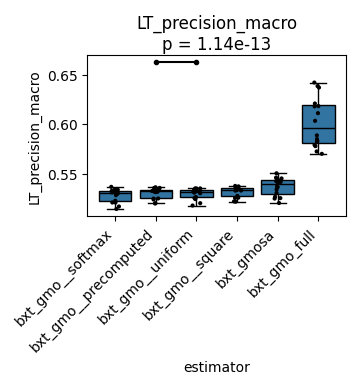 LT_precision_macro
p = 1.14e-13
LT_precision_macro
0.65
0.60
0.55
bxt_gmo__softmax
bxt_gmo__precomputed
bxt_gmo__uniform
bxt_gmo__square
bxt_gmosa
bxt_gmo_full
estimator